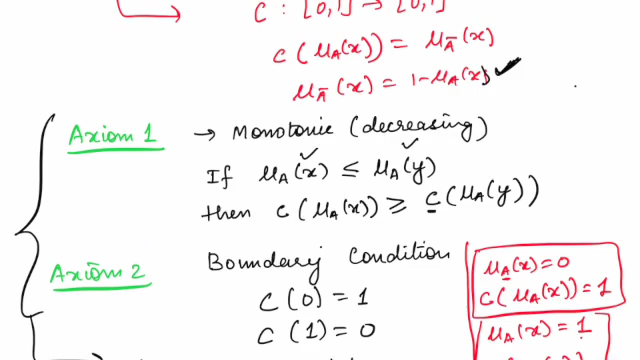 C : [0,1] → [0,1]
C ( μA(x)) = μĀ(x)
μĀ(x) = 1-μA(x) ✓
Axiom 1 → Monotonic (decreasing)
If μA(x) ≤ μA(y)
then C(μA(x)) ≥ C(μA(y))
Axiom 2 Boundary Condition
C(0) = 1
C(1) = 0
μA(x) = 0
C(μA(x)) = 1
μA(x) = 1